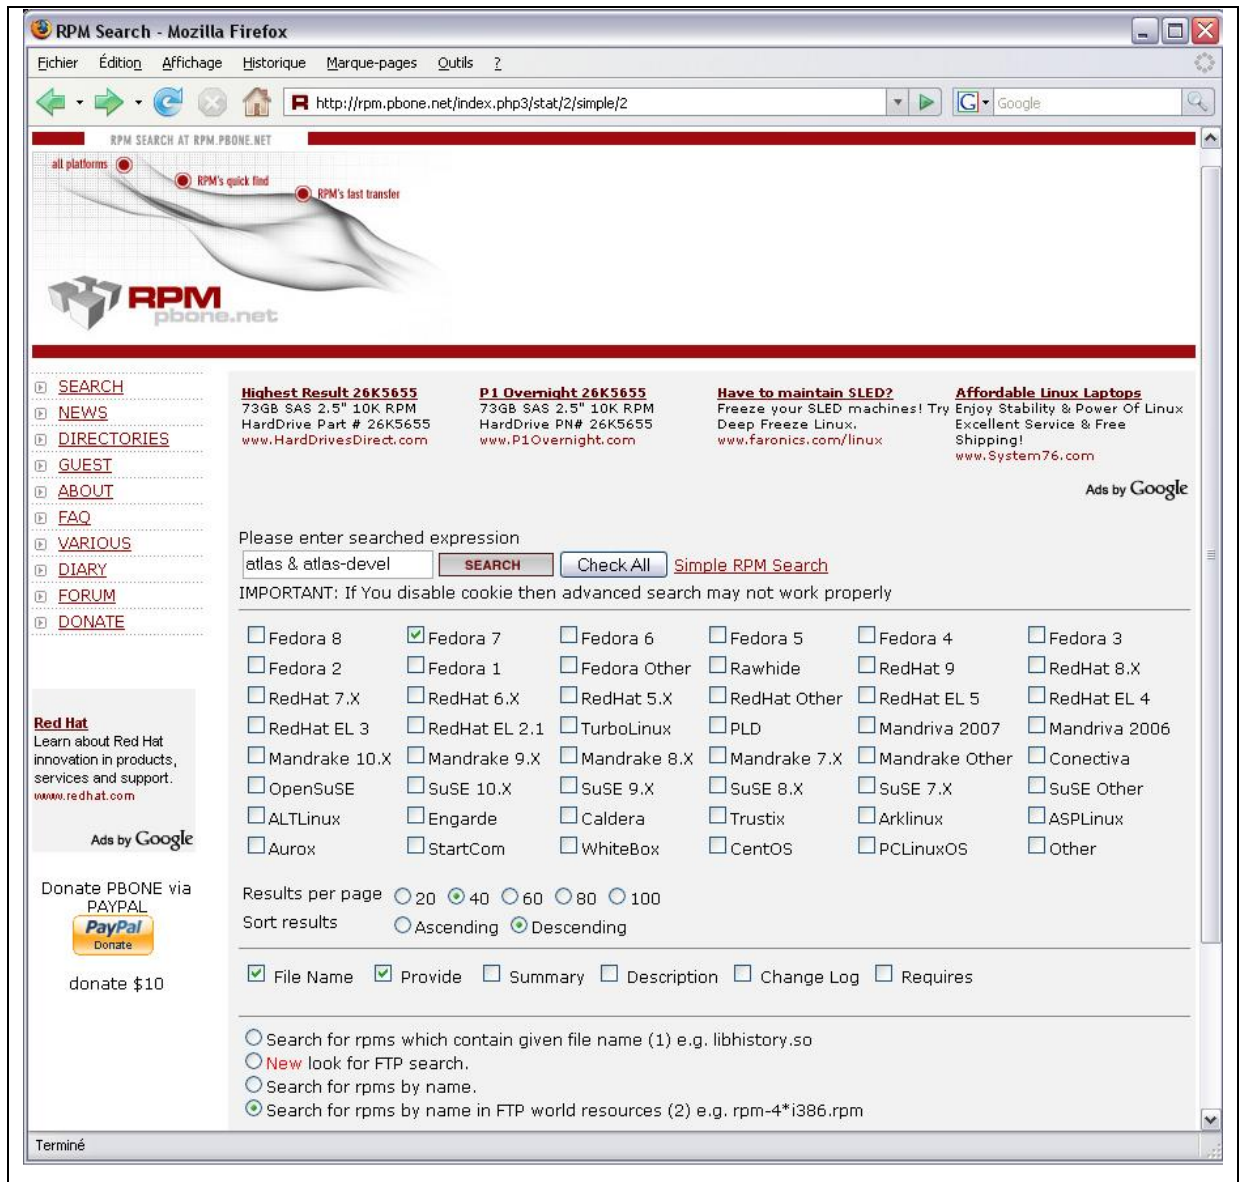 RPM Search - Mozilla Firefox
Fichier Édition Affichage Historique Marque-pages Outils ?
http://rpm.pbone.net/index.php3/stat/2/simple/2
G Google
RPM SEARCH AT RPM.PBONE.NET
all platforms
RPM's quick find
RPM's fast transfer
RPM
pbone.net
SEARCH
NEWS
DIRECTORIES
GUEST
ABOUT
FAQ
VARIOUS
DIARY
FORUM
DONATE
Red Hat
Learn about Red Hat
innovation in products,
services and support.
www.redhat.com
Ads by Google
Donate PBONE via
PAYPAL
PayPal
Donate
donate $10
Highest Result 26K5655
73GB SAS 2.5" 10K RPM
HardDrive Part # 26K5655
www.HardDrivesDirect.com
P1 Overnight 26K5655
73GB SAS 2.5" 10K RPM
HardDrive PN# 26K5655
www.P1Overnight.com
Have to maintain SLED?
Freeze your SLED machines! Try
Deep Freeze Linux.
www.faronics.com/linux
Affordable Linux Laptops
Enjoy Stability & Power Of Linux
Excellent Service & Free
Shipping!
www.System76.com
Ads by Google
Please enter searched expression
atlas & atlas-devel SEARCH Check All Simple RPM Search
IMPORTANT: If You disable cookie then advanced search may not work properly
Fedora 8 Fedora 7 Fedora 6 Fedora 5 Fedora 4 Fedora 3
Fedora 2 Fedora 1 Fedora Other Rawhide RedHat 9 RedHat 8.X
RedHat 7.X RedHat 6.X RedHat 5.X RedHat Other RedHat EL 5 RedHat EL 4
RedHat EL 3 RedHat EL 2.1 TurboLinux PLD Mandriva 2007 Mandriva 2006
Mandrake 10.X Mandrake 9.X Mandrake 8.X Mandrake 7.X Mandrake Other Conectiva
OpenSuSE SuSE 10.X SuSE 9.X SuSE 8.X SuSE 7.X SuSE Other
ALTLinux Engarde Caldera Trustix Arklinux ASPLinux
Aurox StartCom WhiteBox CentOS PCLinuxOS Other
Results per page 20 40 60 80 100
Sort results Ascending Descending
File Name Provide Summary Description Change Log Requires
Search for rpms which contain given file name (1) e.g. libhistory.so
New look for FTP search.
Search for rpms by name.
Search for rpms by name in FTP world resources (2) e.g. rpm-4*i386.rpm
Terminé